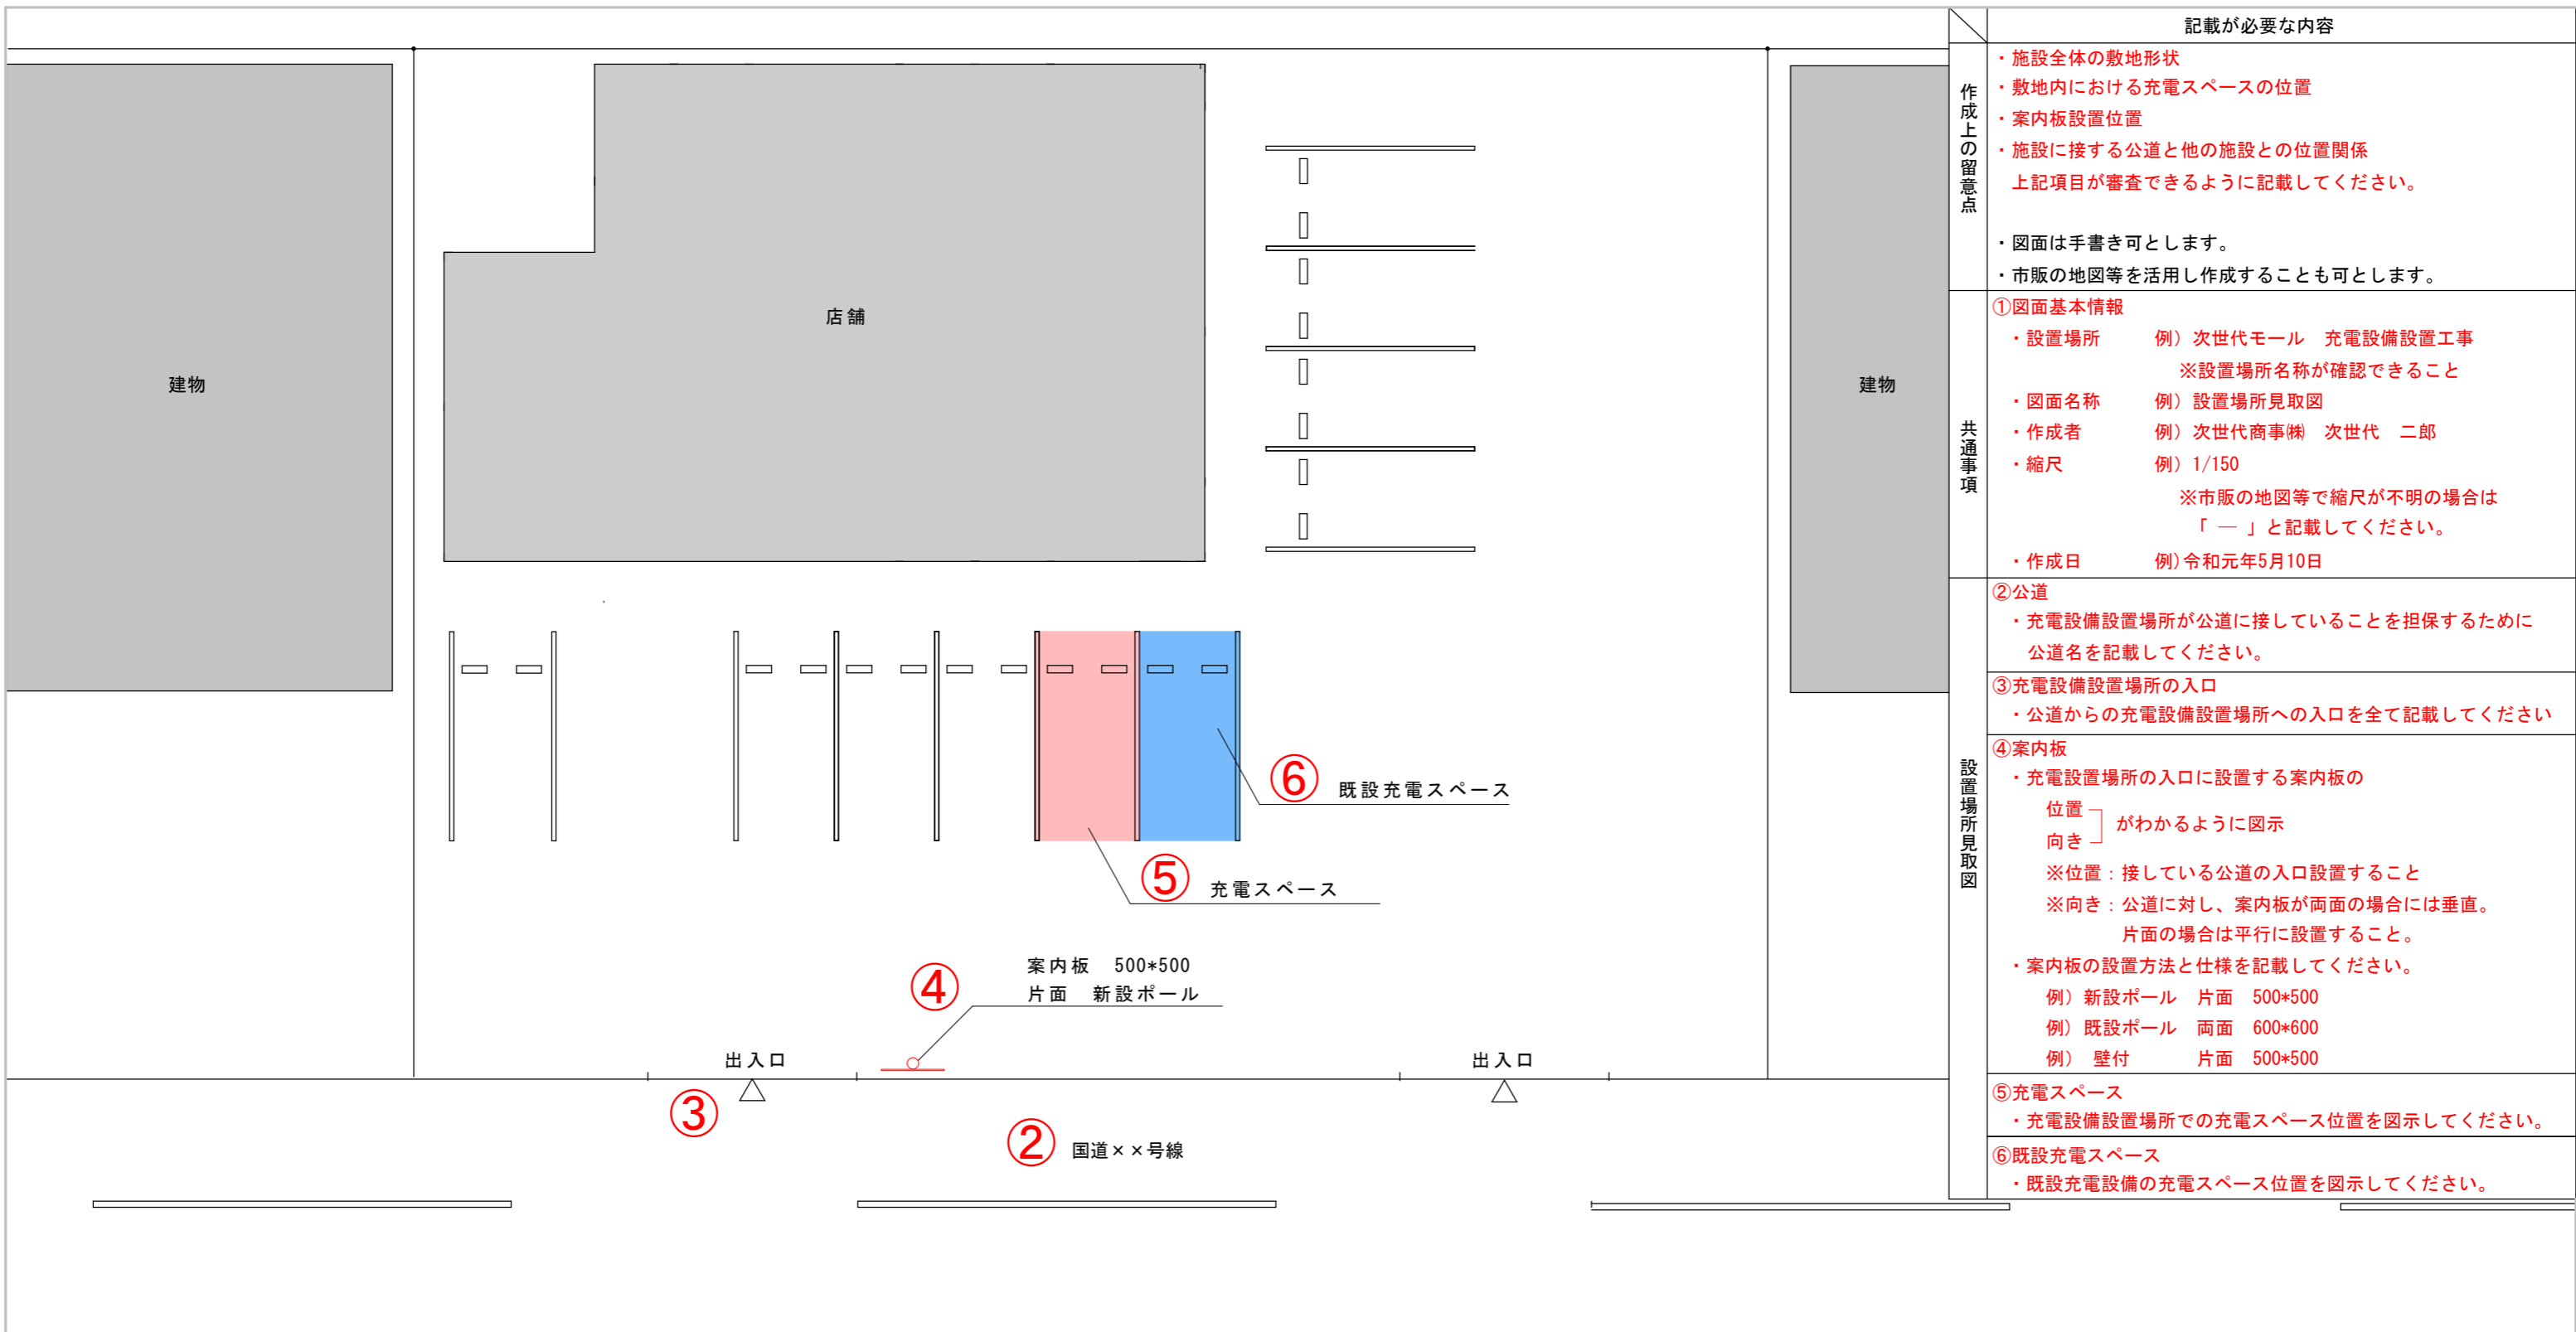 建物
店舗
建物
⑥ 既設充電スペース
⑤ 充電スペース
④ 案内板 500*500
片面 新設ポール
出入口
出入口
③
② 国道××号線
記載が必要な内容
作成上の留意点
・施設全体の敷地形状
・敷地内における充電スペースの位置
・案内板設置位置
・施設に接する公道と他の施設との位置関係
上記項目が審査できるように記載してください。
・図面は手書き可とします。
・市販の地図等を活用し作成することも可とします。
共通事項
①図面基本情報
・設置場所 例）次世代モール 充電設備設置工事
※設置場所名称が確認できること
・図面名称 例）設置場所見取図
・作成者 例）次世代商事㈱ 次世代 二郎
・縮尺 例）1/150
※市販の地図等で縮尺が不明の場合は
「 ― 」と記載してください。
・作成日 例)令和元年5月10日
設置場所見取図
②公道
・充電設備設置場所が公道に接していることを担保するために
公道名を記載してください。
③充電設備設置場所の入口
・公道からの充電設備設置場所への入口を全て記載してください
④案内板
・充電設置場所の入口に設置する案内板の
位置
向き
がわかるように図示
※位置：接している公道の入口設置すること
※向き：公道に対し、案内板が両面の場合には垂直。
片面の場合は平行に設置すること。
・案内板の設置方法と仕様を記載してください。
例）新設ポール 片面 500*500
例）既設ポール 両面 600*600
例） 壁付 片面 500*500
⑤充電スペース
・充電設備設置場所での充電スペース位置を図示してください。
⑥既設充電スペース
・既設充電設備の充電スペース位置を図示してください。